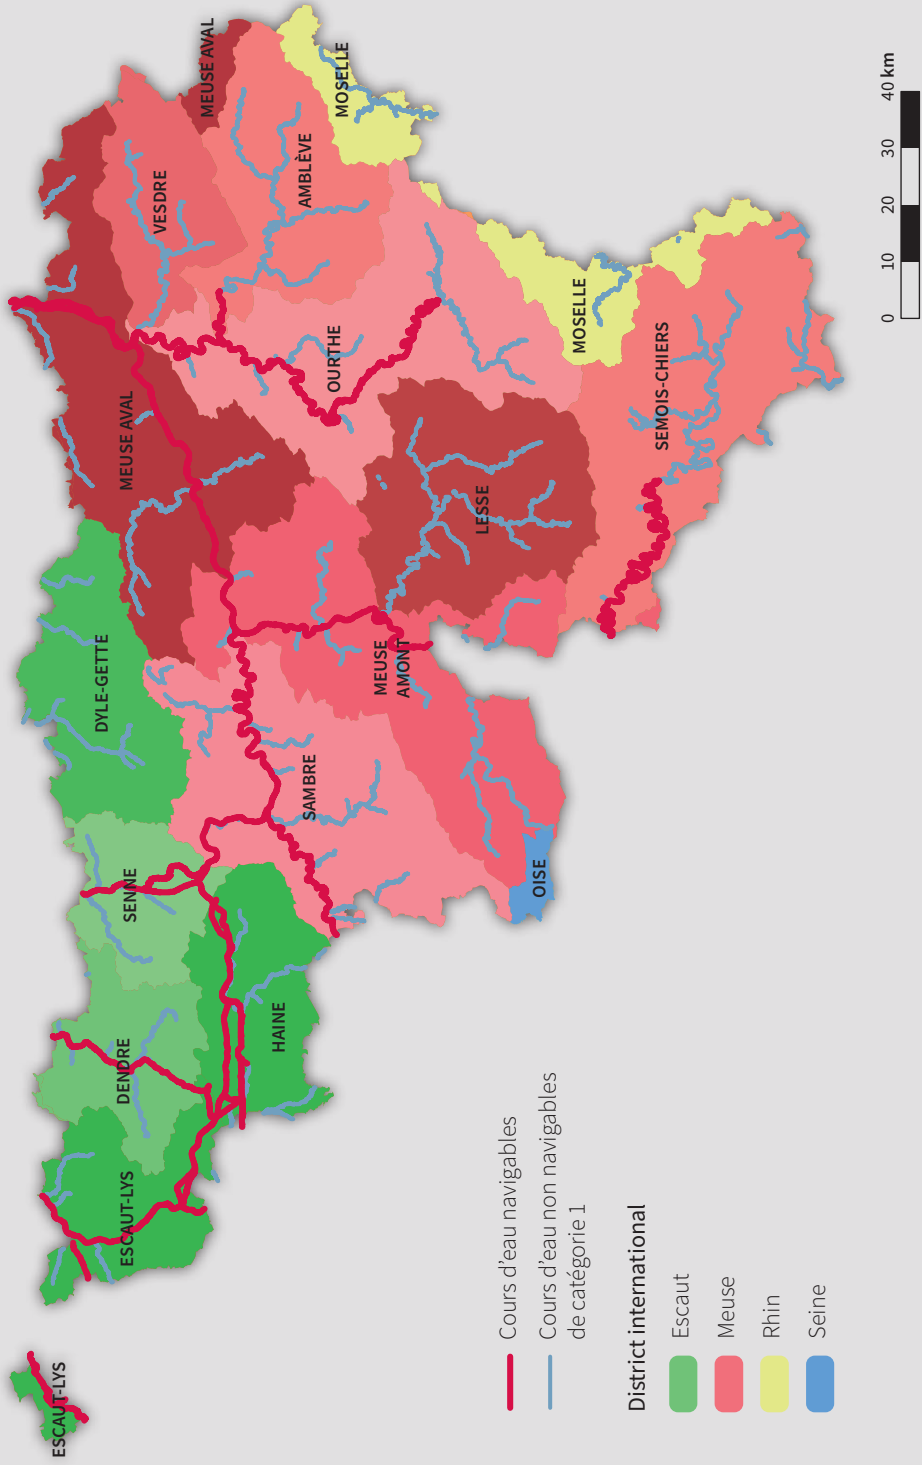 ESCAUT-LYS
ESCAUT-LYS
DENDRE
SENNE
DYLE-GETTE
HAINE
MEUSE AVAL
VESDRE
MEUSE AVAL
SAMBRE
OURTHE
AMBLÈVE
MOSELLE
MEUSE
AMONT
LESSE
OISE
MOSELLE
SEMOIS-CHIERS
Cours d’eau navigables
Cours d’eau non navigables
de catégorie 1
District international
Escaut
Meuse
Rhin
Seine
0 10 20 30 40 km